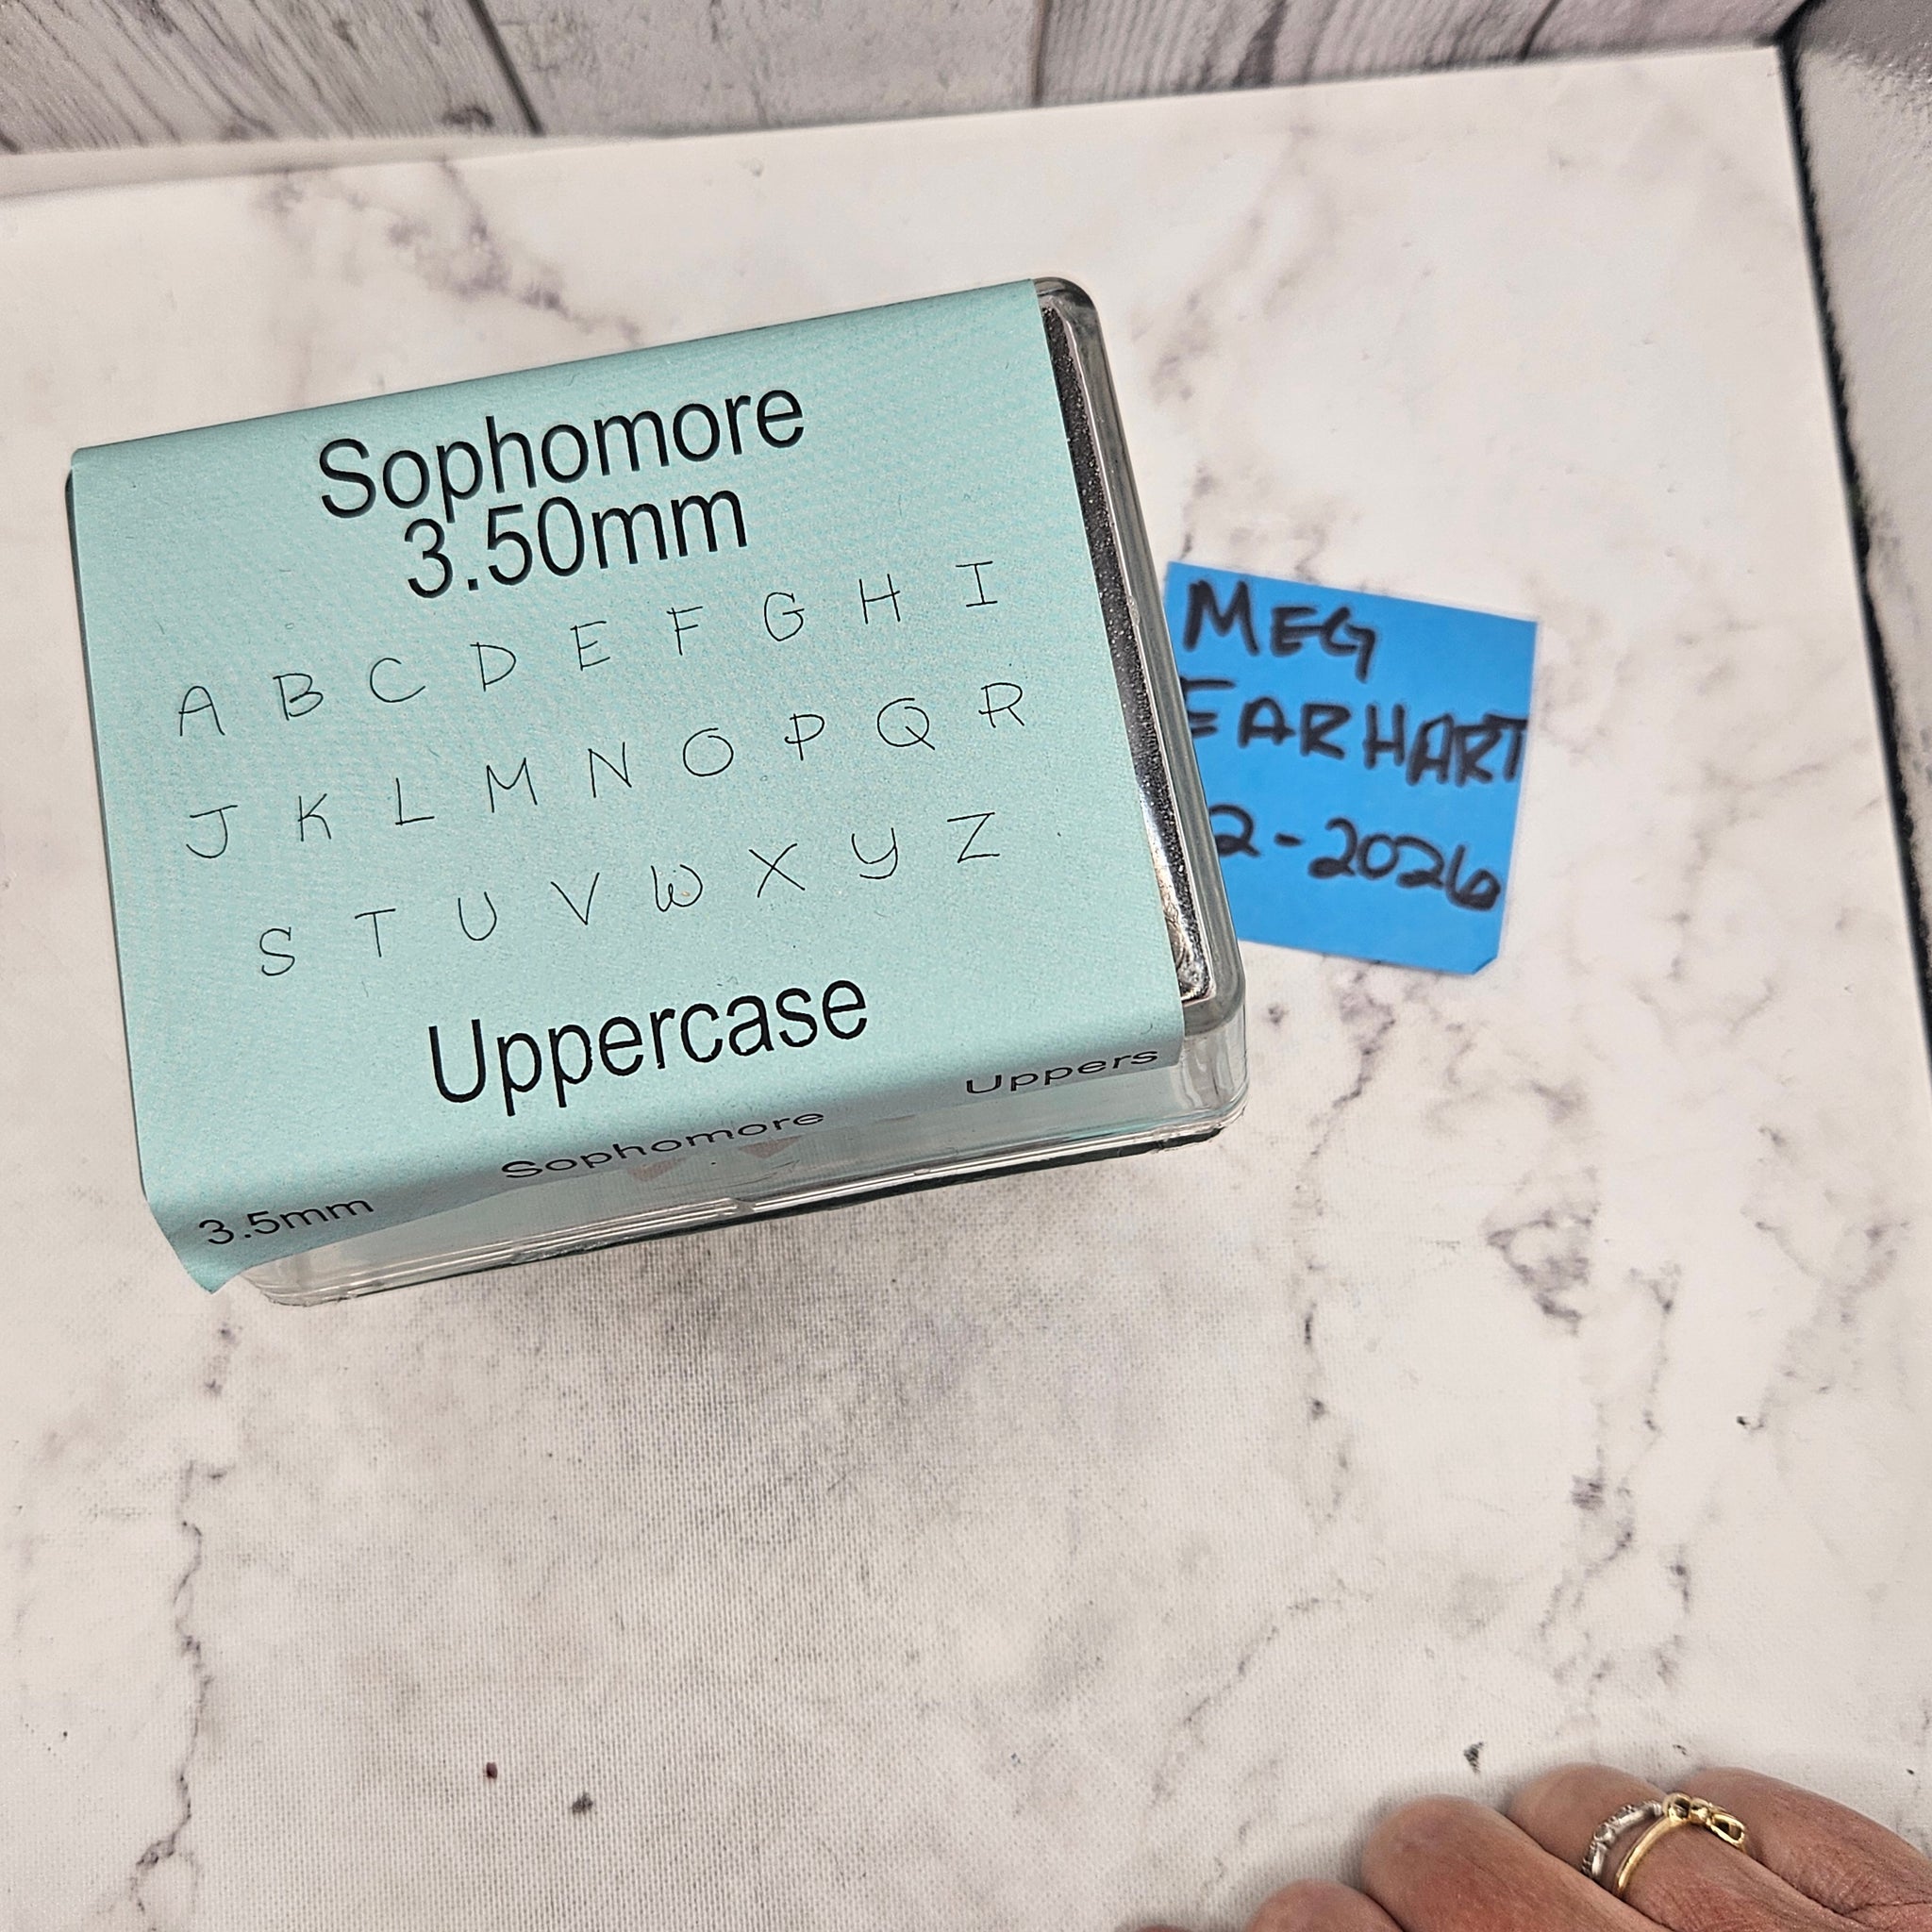 Sophomore
3.50mm
A B C D E F G H I
J K L M N O P Q R
S T U V W X Y Z
Uppercase
3.5mm Sophomore Uppers
MEG
EARHART
2-2026